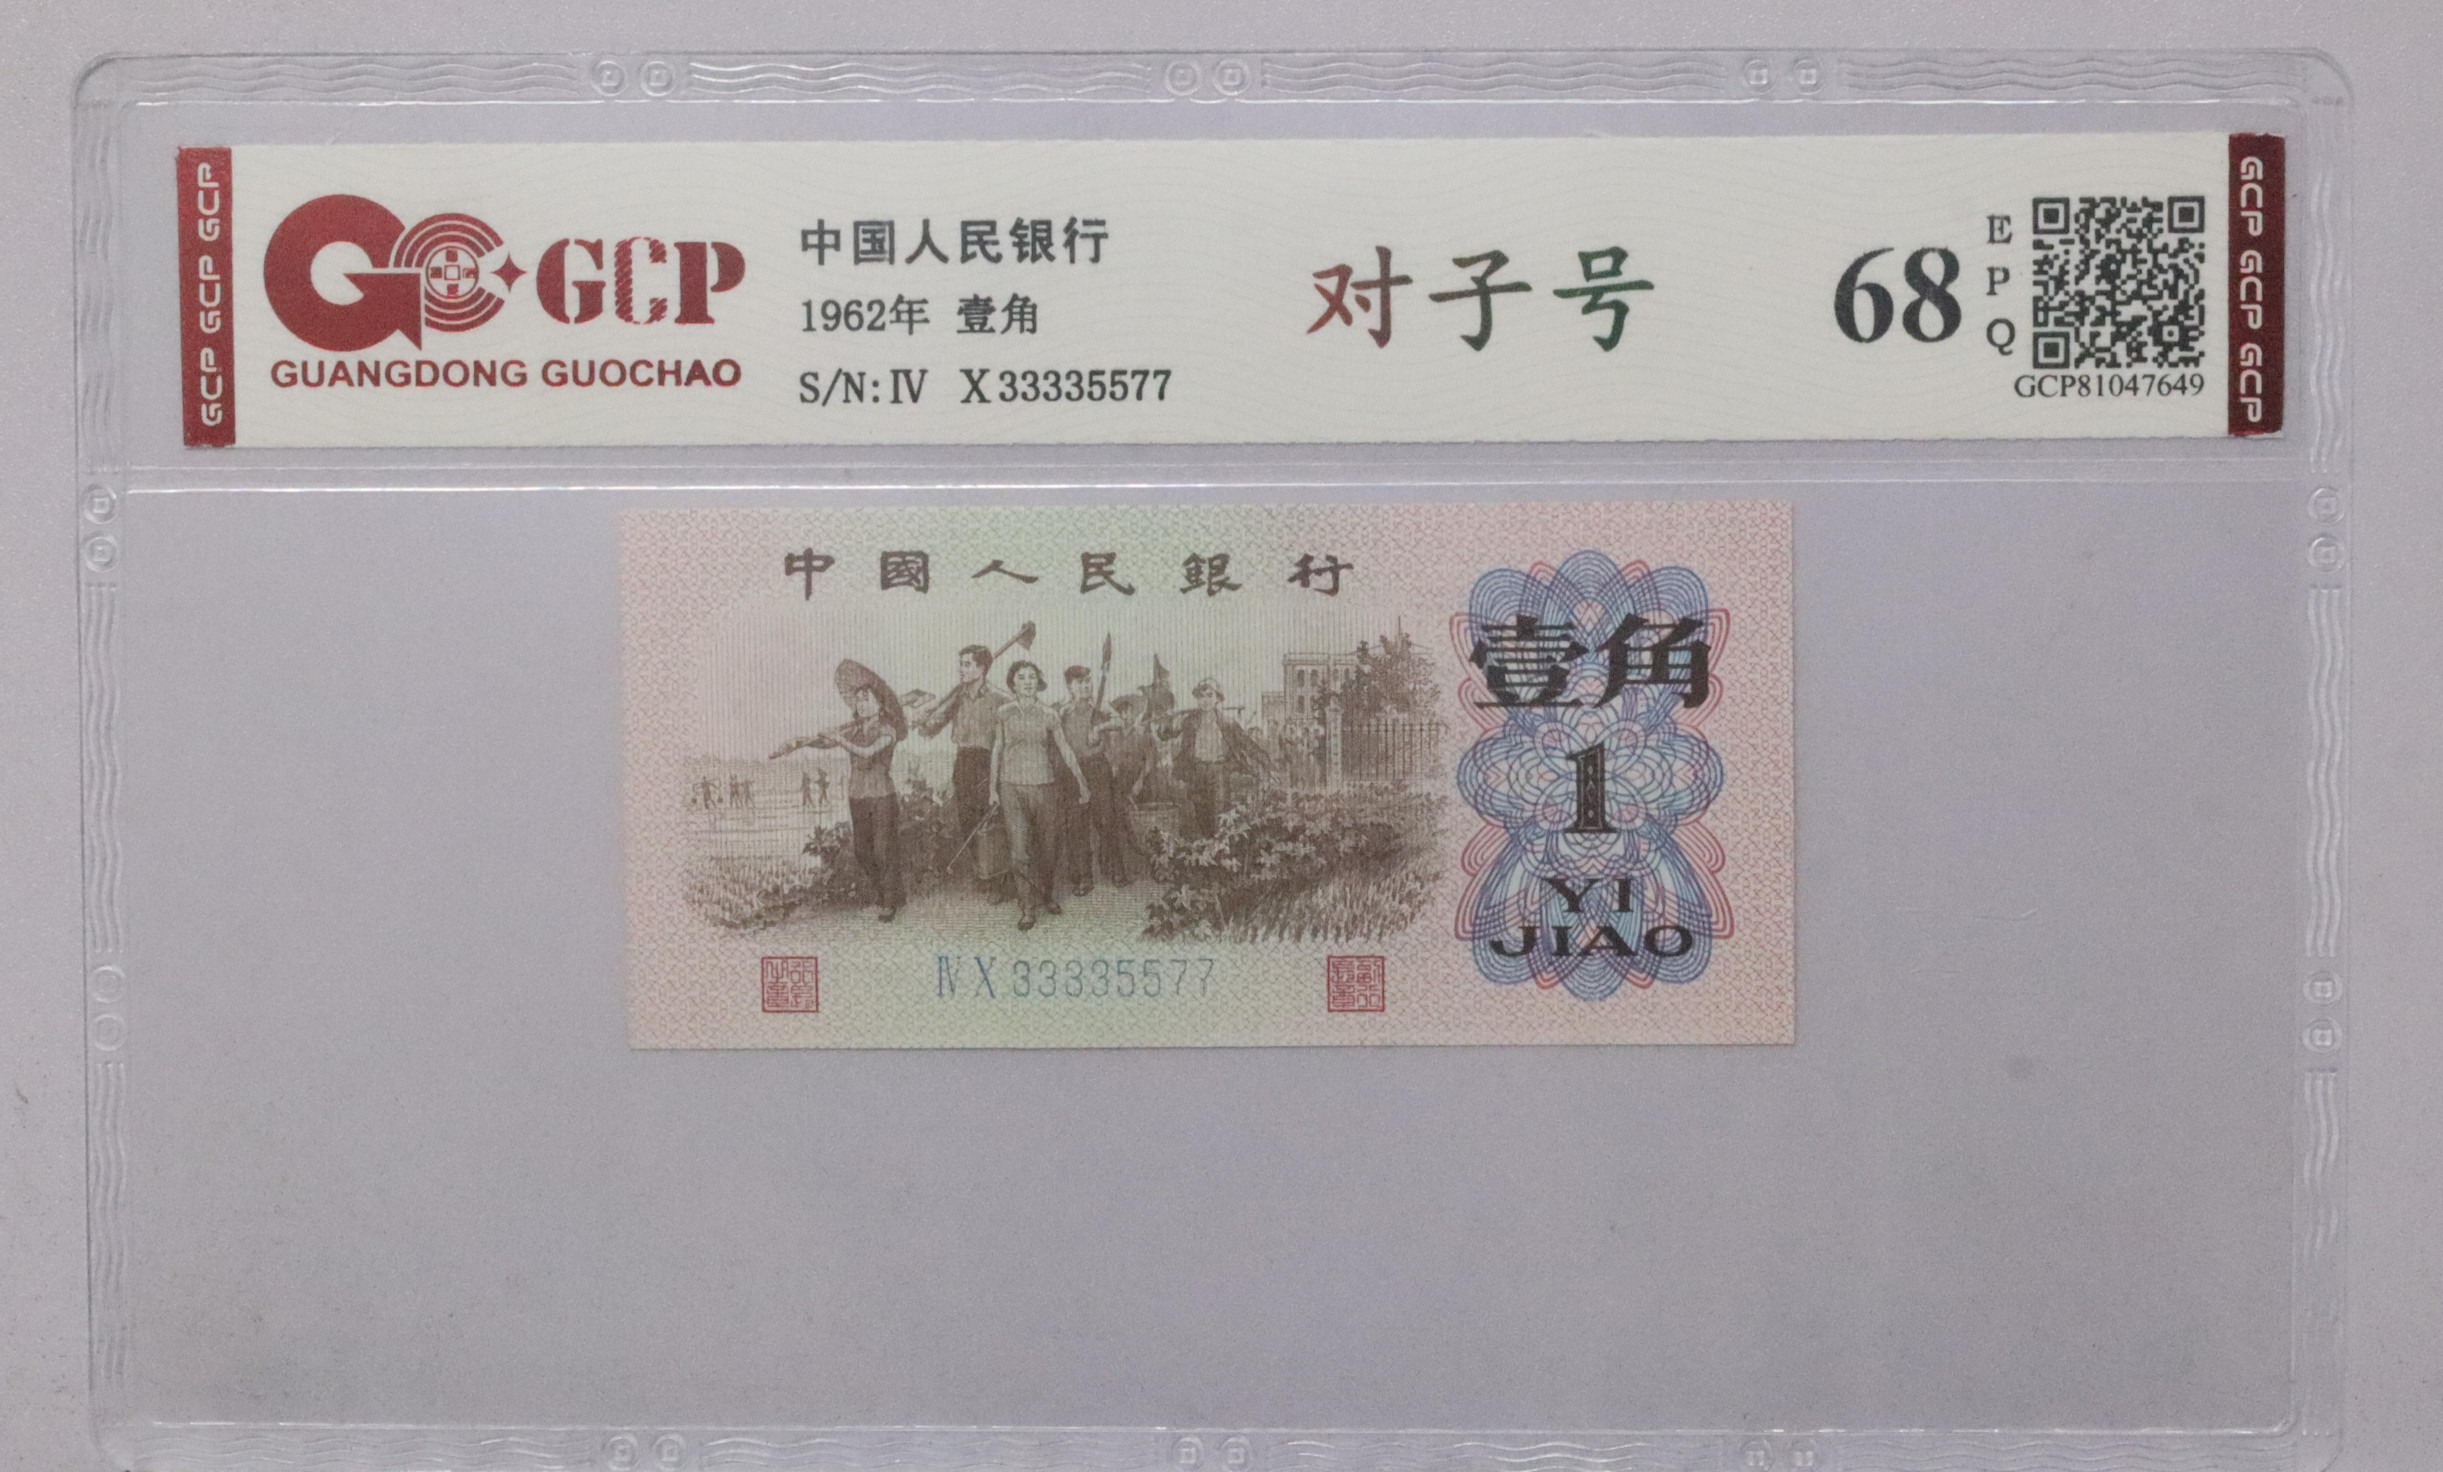 GCP
GUANGDONG GUOCHAO
中国人民银行
1962年 壹角
S/N: Ⅳ X 33335577
对子号
68
E
P
Q
GCP81047649
GCP GCP GCP
GCP GCP GCP
中國人民銀行
壹角
1
YI
JIAO
Ⅳ X 33335577